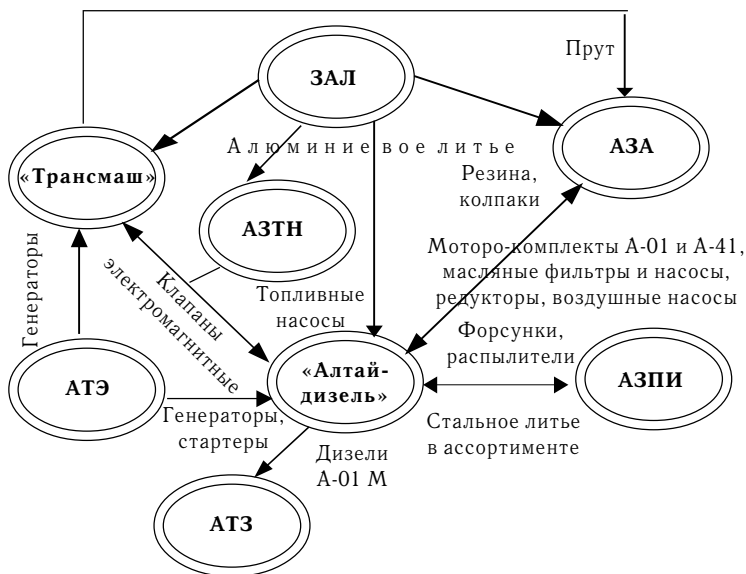 Прут
ЗАЛ
Алюминиевое литье
АЗА
«Трансмаш»
Резина,
колпаки
АЗТН
Генераторы
Клапаны
электромагнитные
Топливные
насосы
Моторо-комплекты А-01 и А-41,
масляные фильтры и насосы,
редукторы, воздушные насосы
Форсунки,
распылители
«Алтай-
дизель»
АТЭ
АЗПИ
Генераторы,
стартеры
Стальное литье
в ассортименте
Дизели
А-01 М
АТЗ